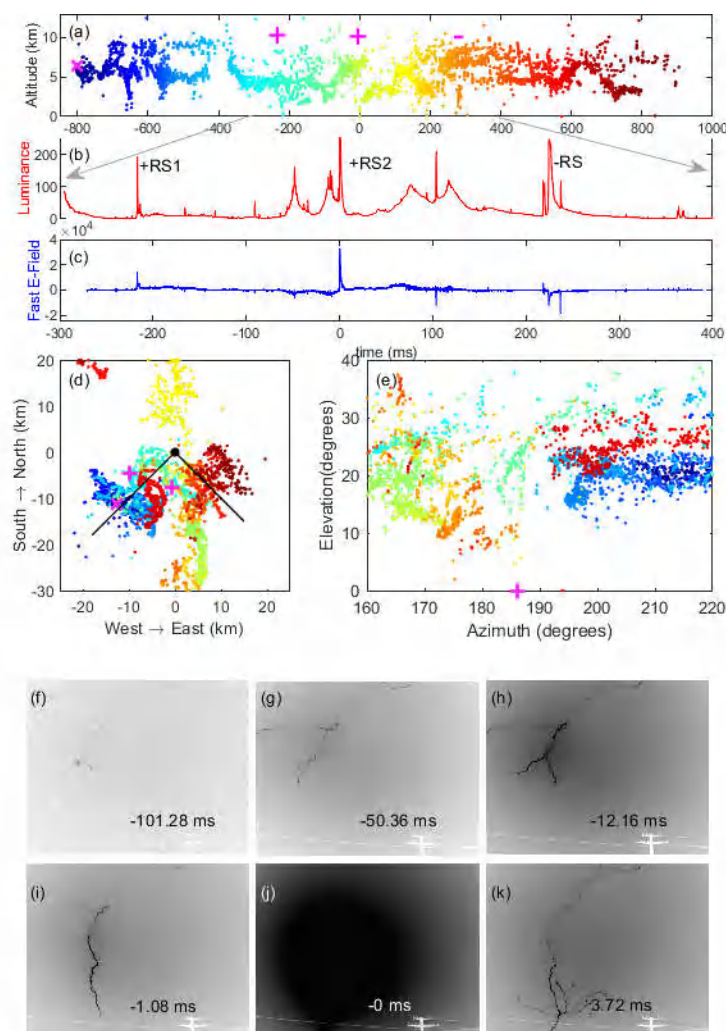 (a)
Altitude (km)
10
5
0
-800 -600 -400 -200 0 200 400 600 800 1000
(b)
Luminance
200
100
0
+RS1
+RS2
-RS
×10⁴
(c)
Fast E-Field
4
2
0
-2
-300 -200 -100 0 100 200 300 400
time (ms)
(d)
South → North (km)
20
10
0
-10
-20
-30
-20 -10 0 10 20
West → East (km)
(e)
Elevation(degrees)
40
30
20
10
0
160 170 180 190 200 210 220
Azimuth (degrees)
(f)
-101.28 ms
(g)
-50.36 ms
(h)
-12.16 ms
(i)
-1.08 ms
(j)
-0 ms
(k)
3.72 ms